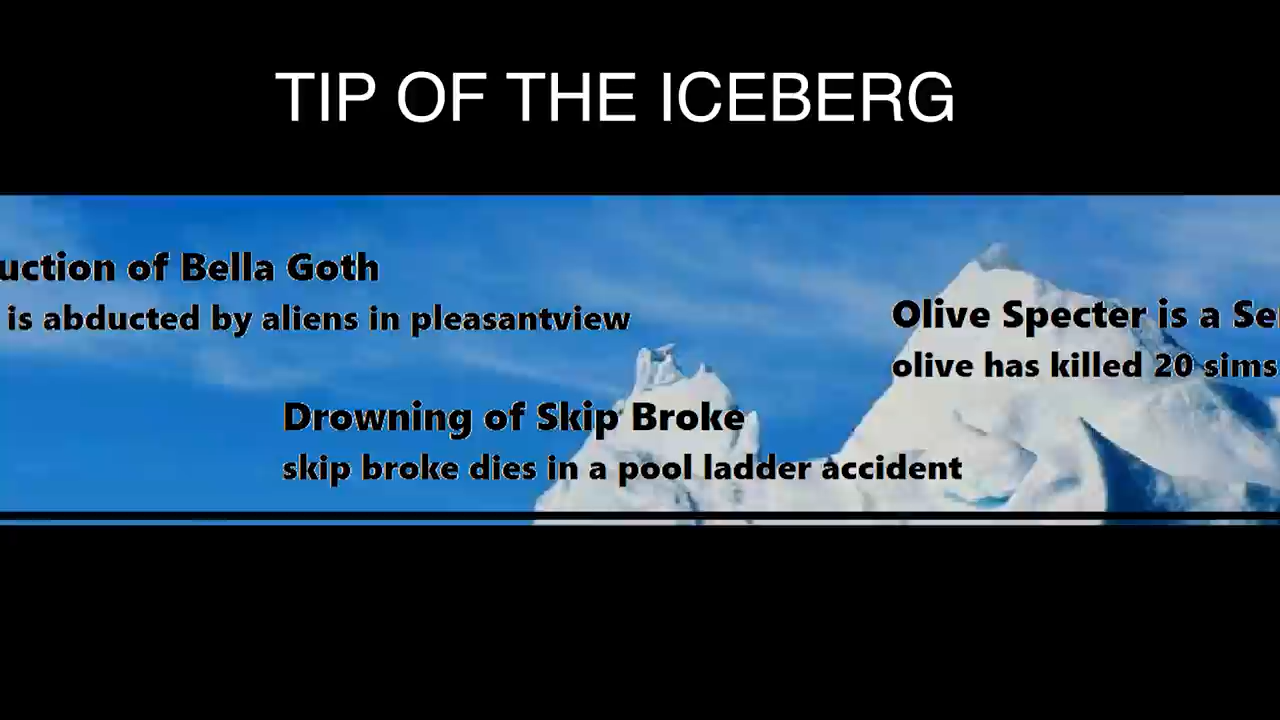 TIP OF THE ICEBERG
uction of Bella Goth
is abducted by aliens in pleasantview
Olive Specter is a Se
olive has killed 20 sims
Drowning of Skip Broke
skip broke dies in a pool ladder accident